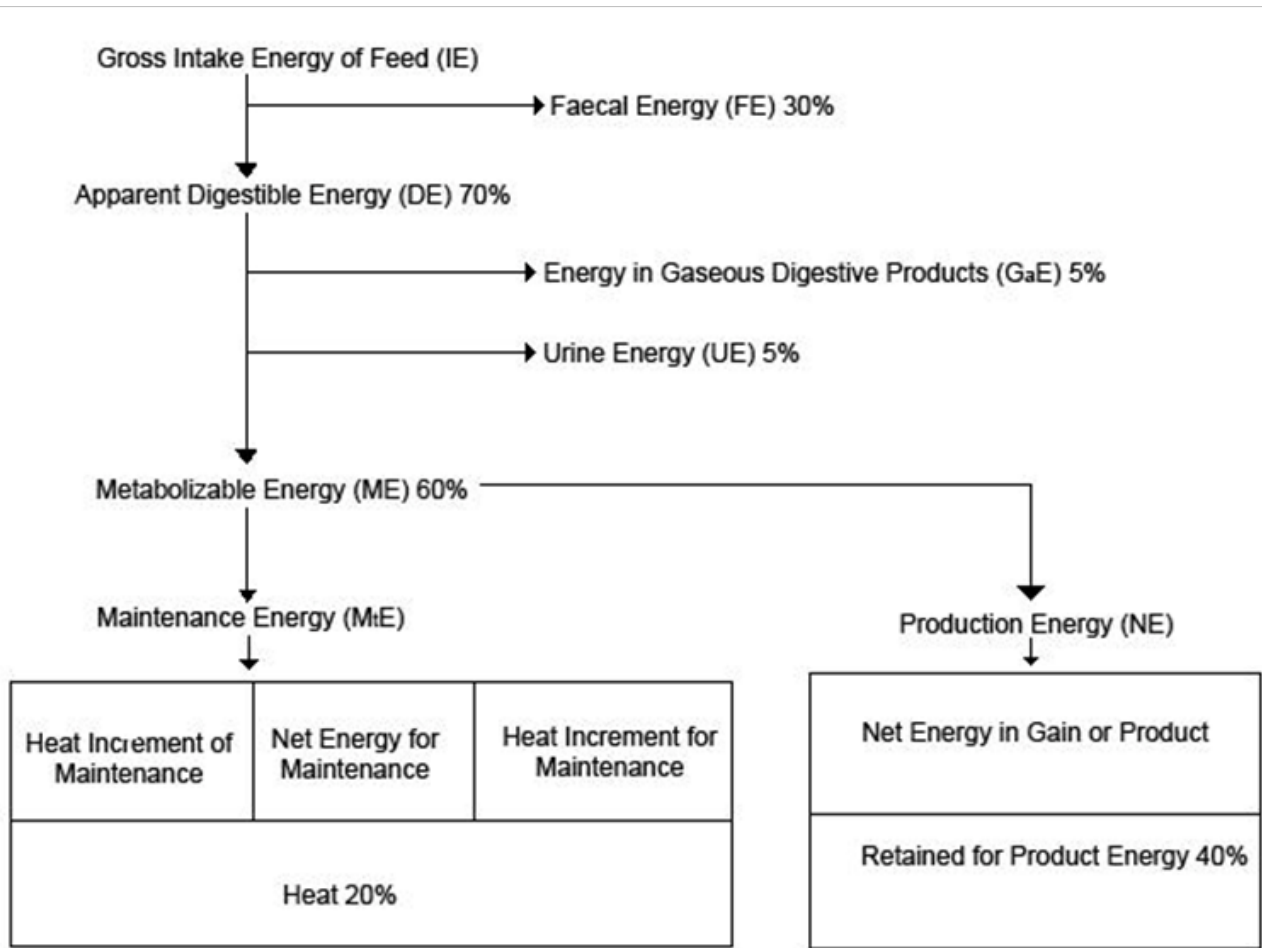 Gross Intake Energy of Feed (IE)
Faecal Energy (FE) 30%
Apparent Digestible Energy (DE) 70%
Energy in Gaseous Digestive Products (GaE) 5%
Urine Energy (UE) 5%
Metabolizable Energy (ME) 60%
Maintenance Energy (MtE)
Production Energy (NE)
Heat Increment of
Maintenance
Net Energy for
Maintenance
Heat Increment for
Maintenance
Heat 20%
Net Energy in Gain or Product
Retained for Product Energy 40%